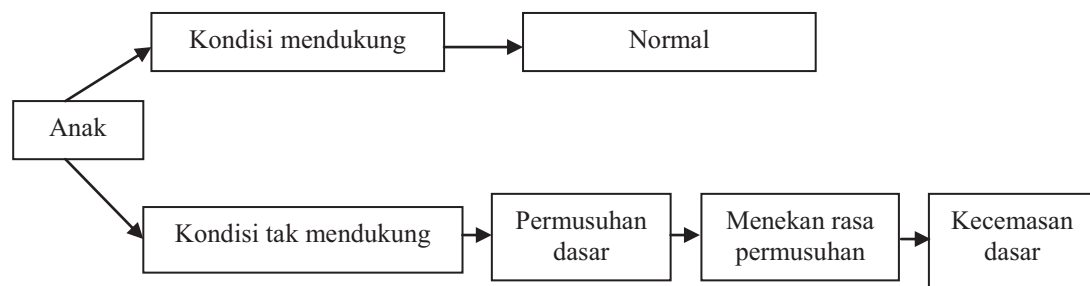 Kondisi mendukung
Normal
Anak
Kondisi tak mendukung
Permusuhan
dasar
Menekan rasa
permusuhan
Kecemasan
dasar